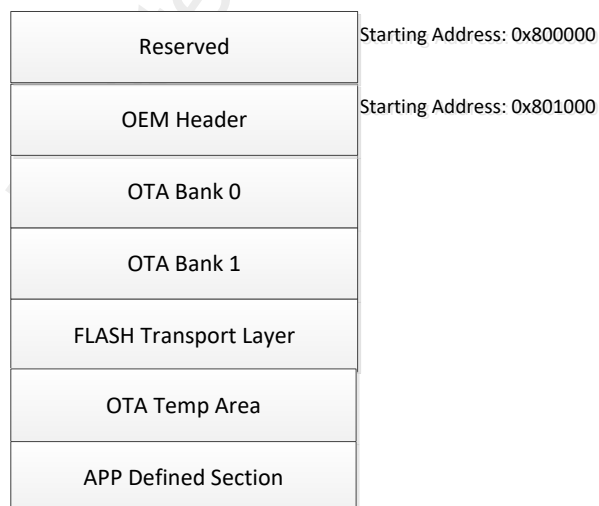 Reserved
Starting Address: 0x800000
OEM Header
Starting Address: 0x801000
OTA Bank 0
OTA Bank 1
FLASH Transport Layer
OTA Temp Area
APP Defined Section